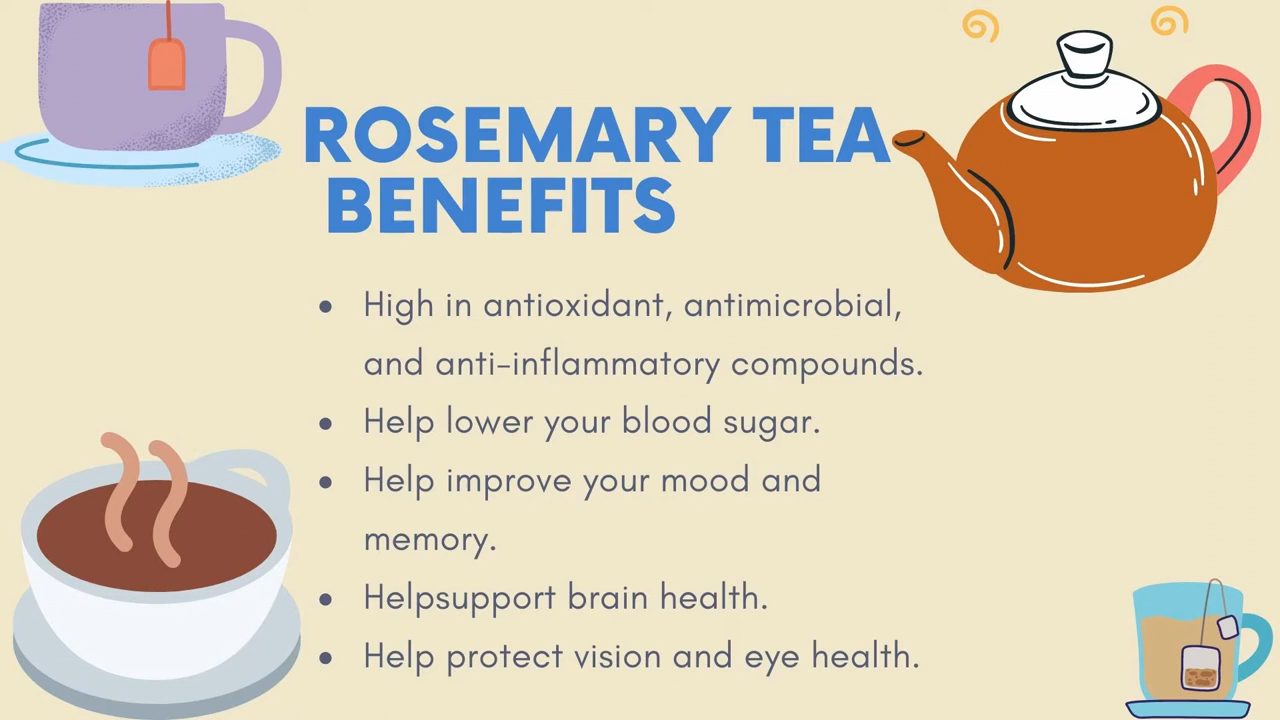 ROSEMARY TEA
BENEFITS
• High in antioxidant, antimicrobial,
and anti-inflammatory compounds.
• Help lower your blood sugar.
• Help improve your mood and
memory.
• Helpsupport brain health.
• Help protect vision and eye health.